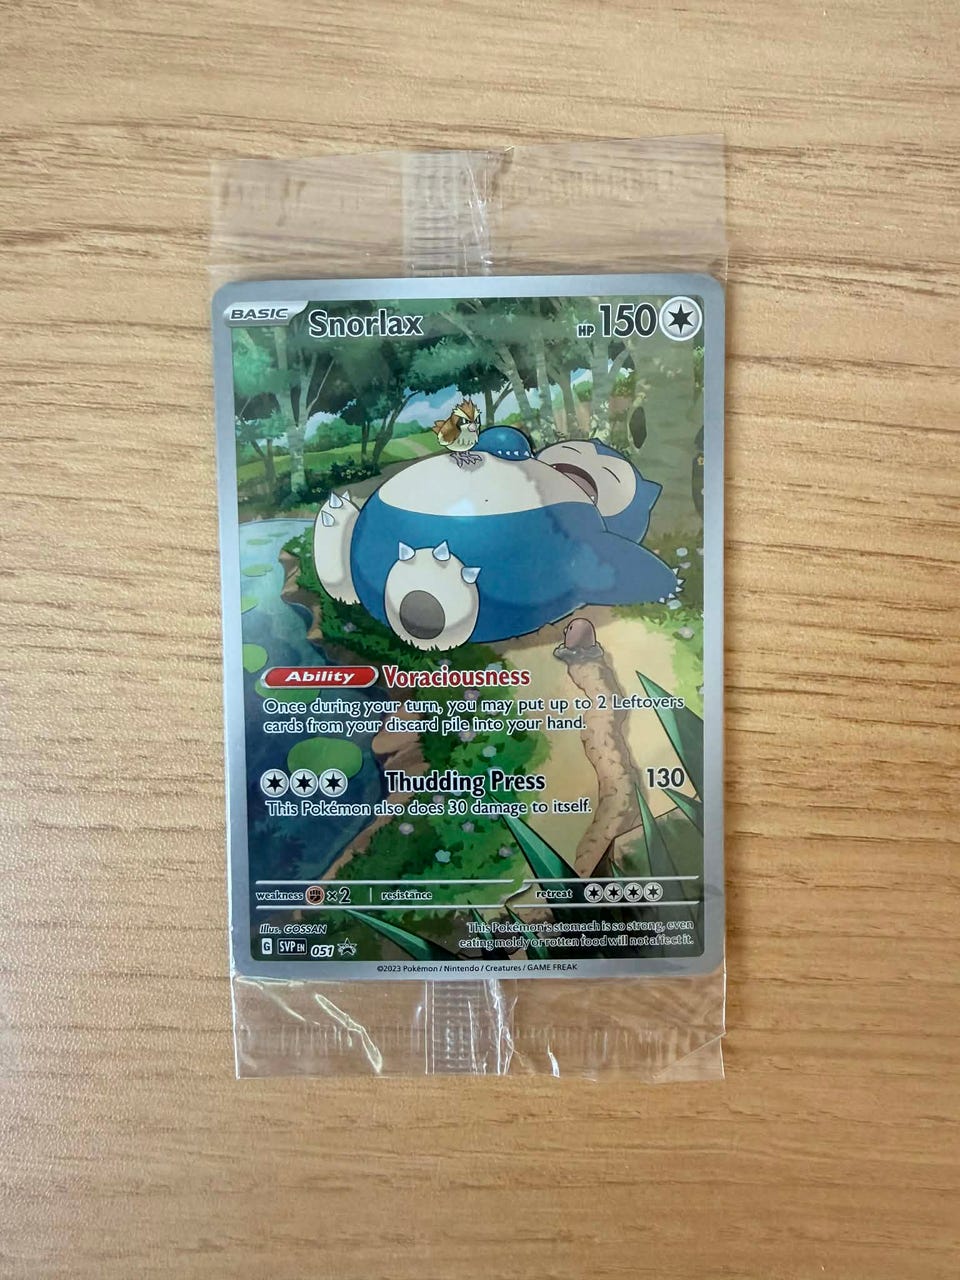 BASIC Snorlax HP 150
Ability Voraciousness
Once during your turn, you may put up to 2 Leftovers
cards from your discard pile into your hand.
Thudding Press 130
This Pokémon also does 30 damage to itself.
weakness ×2 resistance retreat
Illus. GOSSAN
This Pokémon's stomach is so strong, even
eating moldy or rotten food will not affect it.
G SVP EN 051
©2023 Pokémon / Nintendo / Creatures / GAME FREAK